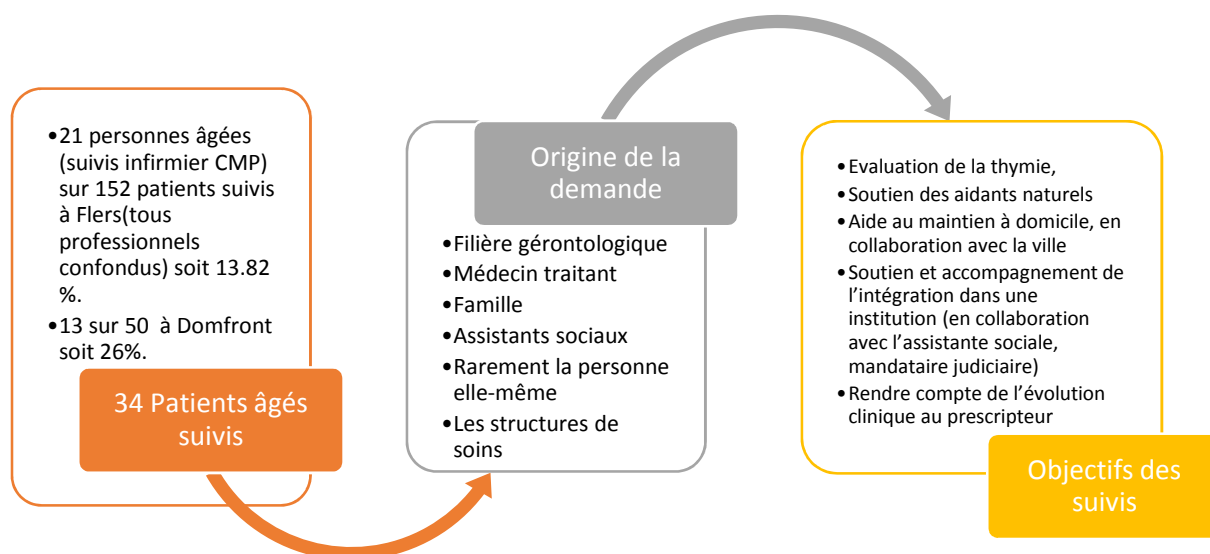 •21 personnes âgées
(suivis infirmier CMP)
sur 152 patients suivis
à Flers(tous
professionnels
confondus) soit 13.82
%.
•13 sur 50 à Domfront
soit 26%.
34 Patients âgés
suivis
Origine de la
demande
•Filière gérontologique
•Médecin traitant
•Famille
•Assistants sociaux
•Rarement la personne
elle-même
•Les structures de
soins
•Evaluation de la thymie,
•Soutien des aidants naturels
•Aide au maintien à domicile, en
collaboration avec la ville
•Soutien et accompagnement de
l'intégration dans une
institution (en collaboration
avec l'assistante sociale,
mandataire judiciaire)
•Rendre compte de l'évolution
clinique au prescripteur
Objectifs des
suivis